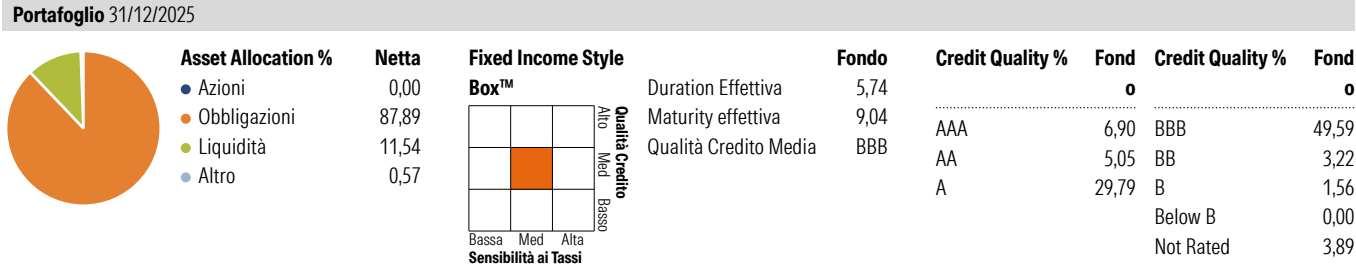 Portafoglio 31/12/2025
Asset Allocation % Netta
Azioni 0,00
Obbligazioni 87,89
Liquidità 11,54
Altro 0,57
Fixed Income Style
Box™
Alto Med Basso
Qualità Credito
Bassa Med Alta
Sensibilità ai Tassi
Fondo
Duration Effettiva 5,74
Maturity effettiva 9,04
Qualità Credito Media BBB
Credit Quality % Fond
o
AAA 6,90
AA 5,05
A 29,79
Credit Quality % Fond
o
BBB 49,59
BB 3,22
B 1,56
Below B 0,00
Not Rated 3,89